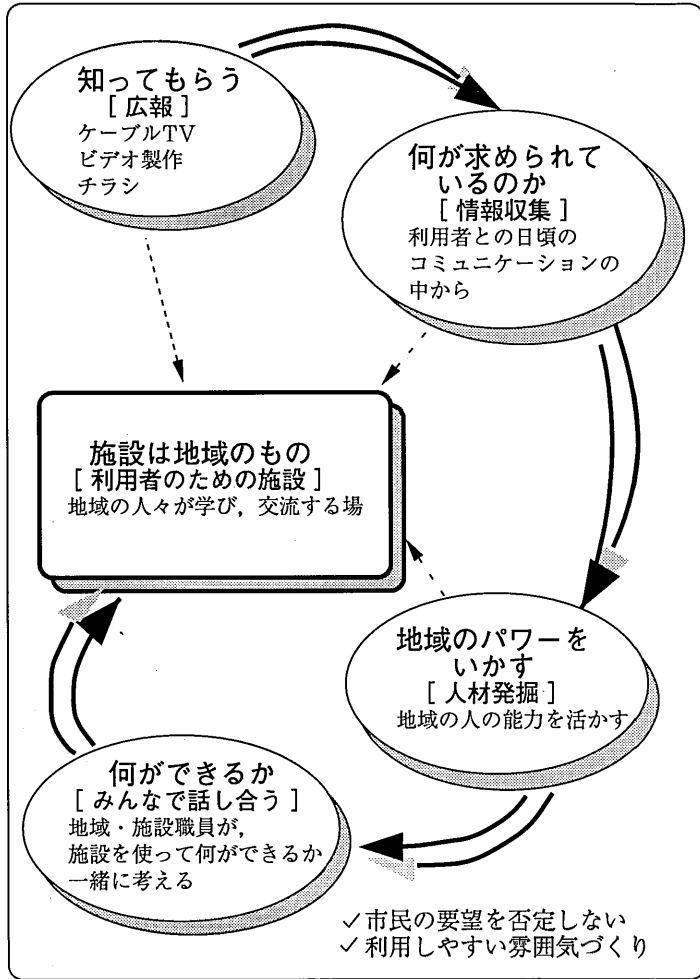 知ってもらう
[ 広報 ]
ケーブルTV
ビデオ製作
チラシ
何が求められて
いるのか
[ 情報収集 ]
利用者との日頃の
コミュニケーションの
中から
施設は地域のもの
[ 利用者のための施設 ]
地域の人々が学び，交流する場
地域のパワーを
いかす
[ 人材発掘 ]
地域の人の能力を活かす
何ができるか
[ みんなで話し合う ]
地域・施設職員が，
施設を使って何ができるか
一緒に考える
✓市民の要望を否定しない
✓利用しやすい雰囲気づくり